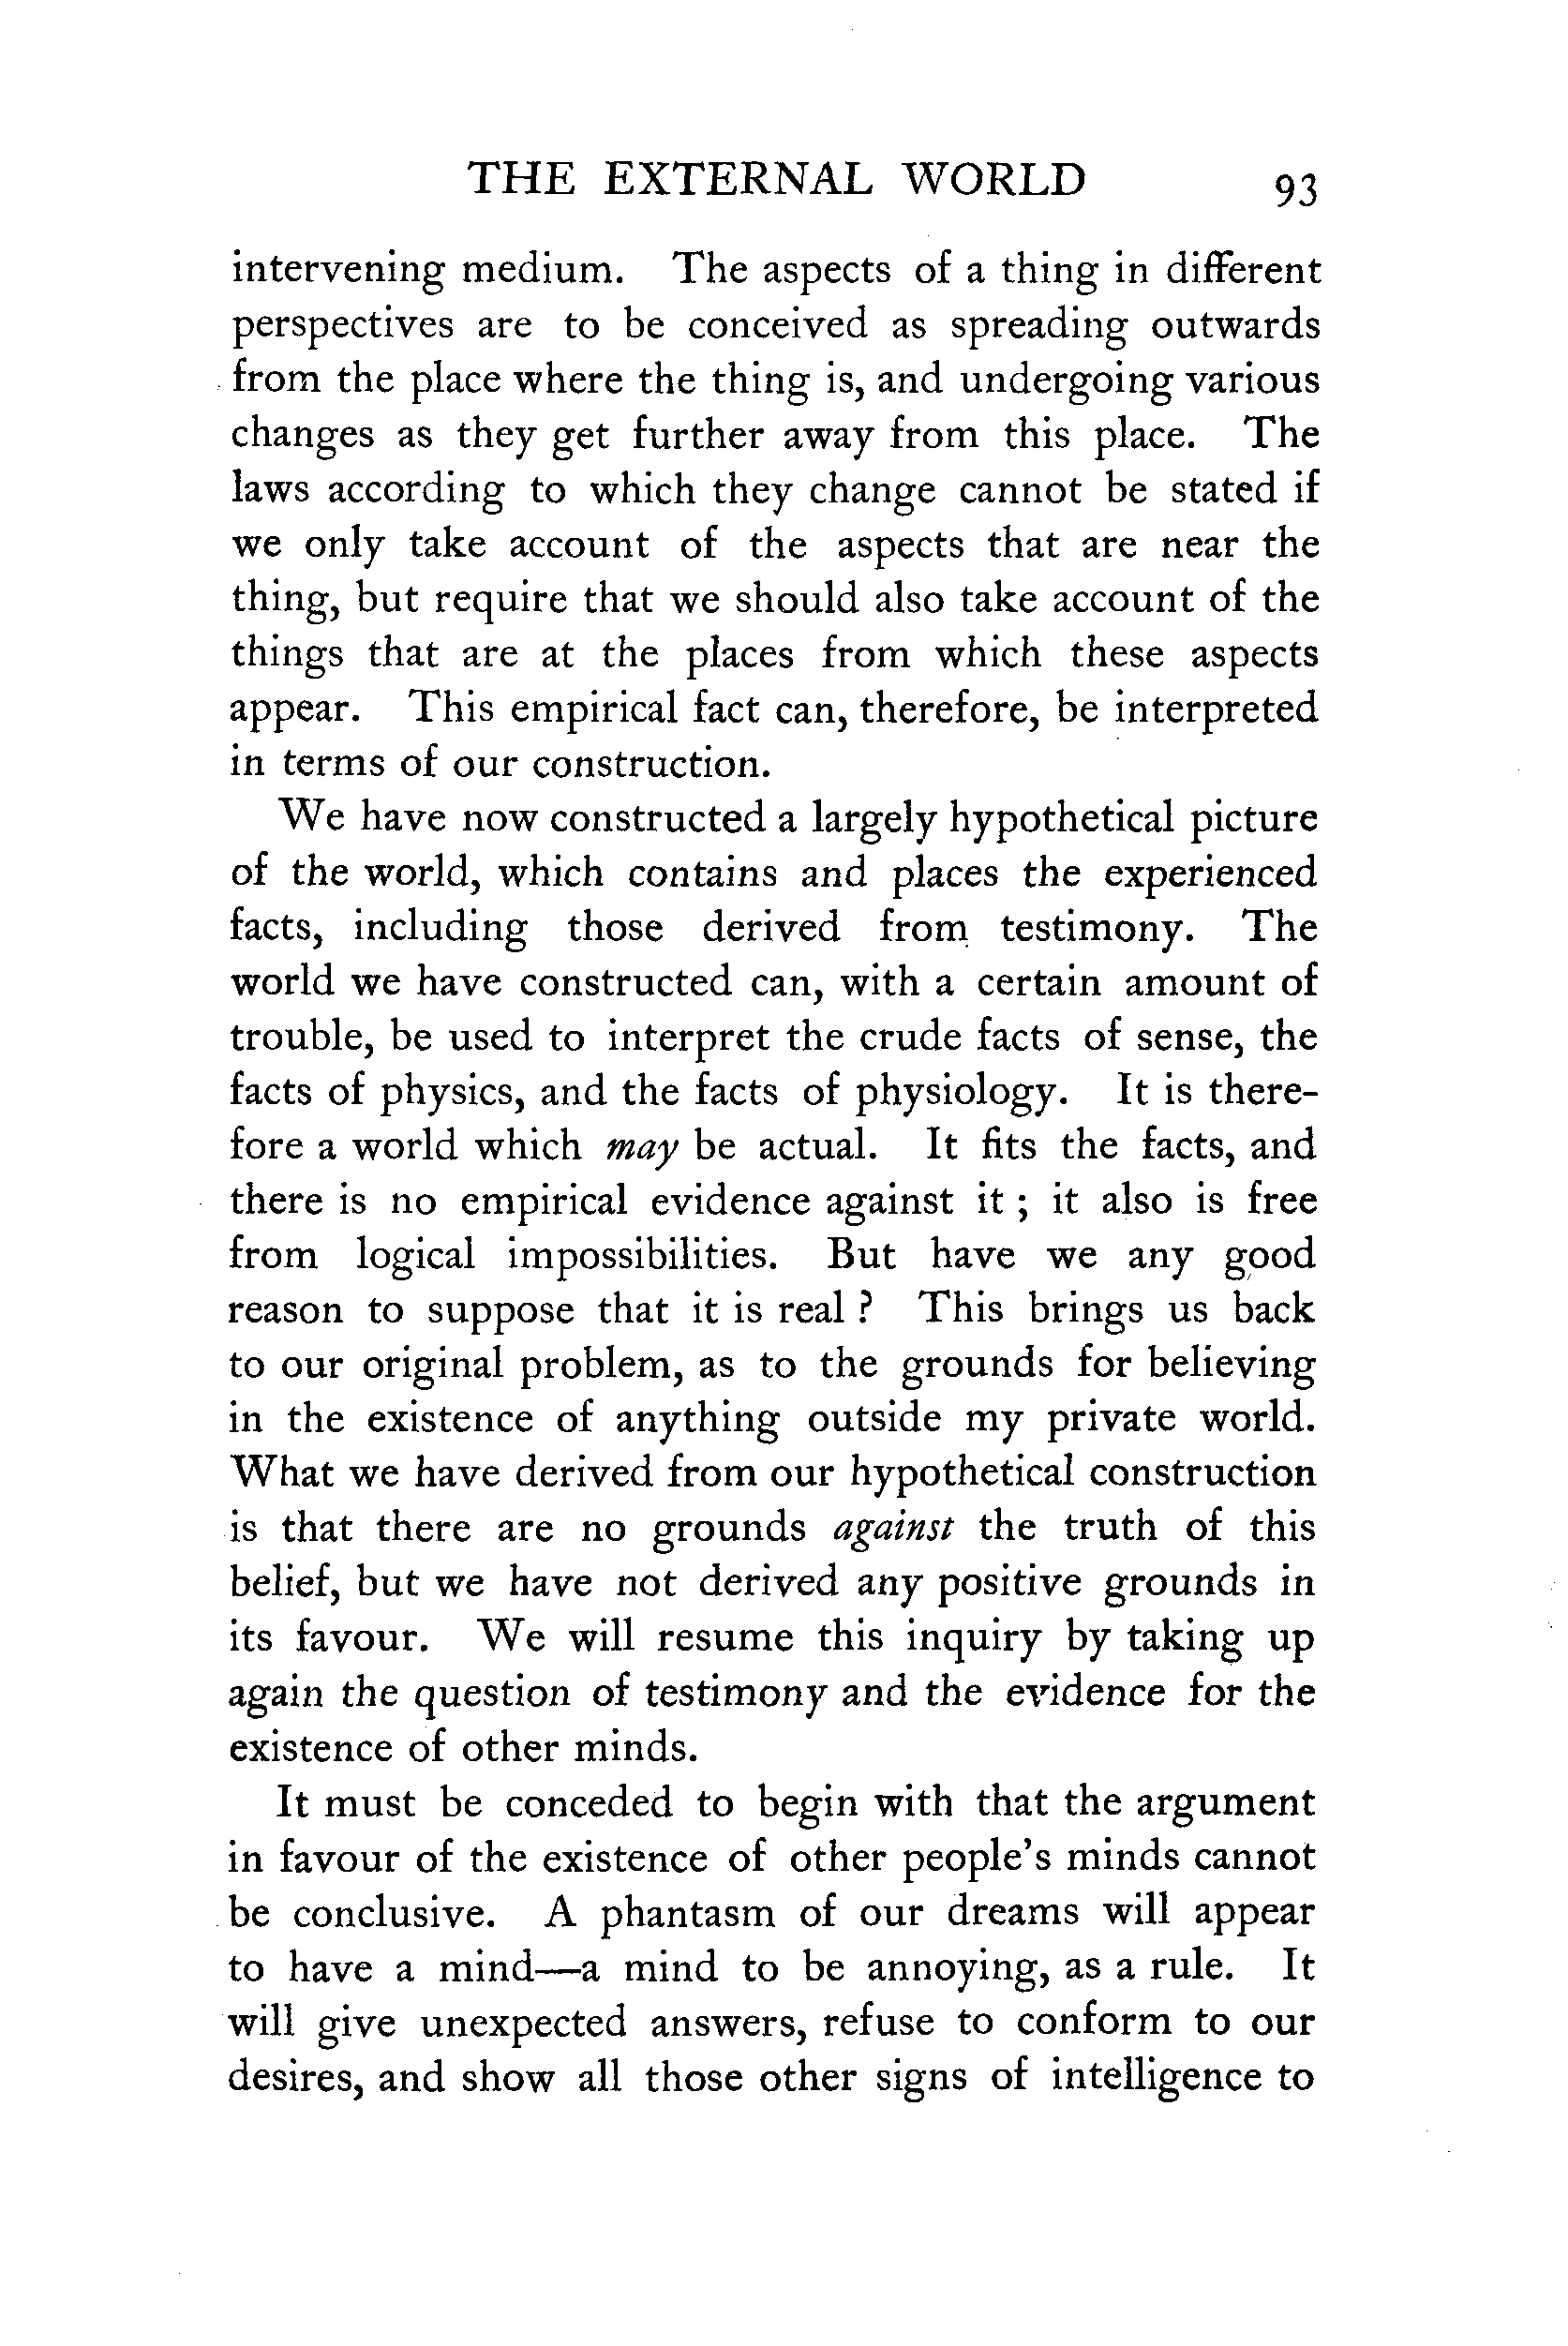 THE EXTERNAL WORLD 93
intervening medium. The aspects of a thing in different
perspectives are to be conceived as spreading outwards
from the place where the thing is, and undergoing various
changes as they get further away from this place. The
laws according to which they change cannot be stated if
we only take account of the aspects that are near the
thing, but require that we should also take account of the
things that are at the places from which these aspects
appear. This empirical fact can, therefore, be interpreted
in terms of our construction.
We have now constructed a largely hypothetical picture
of the world, which contains and places the experienced
facts, including those derived from testimony. The
world we have constructed can, with a certain amount of
trouble, be used to interpret the crude facts of sense, the
facts of physics, and the facts of physiology. It is there-
fore a world which may be actual. It fits the facts, and
there is no empirical evidence against it ; it also is free
from logical impossibilities. But have we any good
reason to suppose that it is real ? This brings us back
to our original problem, as to the grounds for believing
in the existence of anything outside my private world.
What we have derived from our hypothetical construction
is that there are no grounds against the truth of this
belief, but we have not derived any positive grounds in
its favour. We will resume this inquiry by taking up
again the question of testimony and the evidence for the
existence of other minds.
It must be conceded to begin with that the argument
in favour of the existence of other people's minds cannot
be conclusive. A phantasm of our dreams will appear
to have a mind—a mind to be annoying, as a rule. It
will give unexpected answers, refuse to conform to our
desires, and show all those other signs of intelligence to